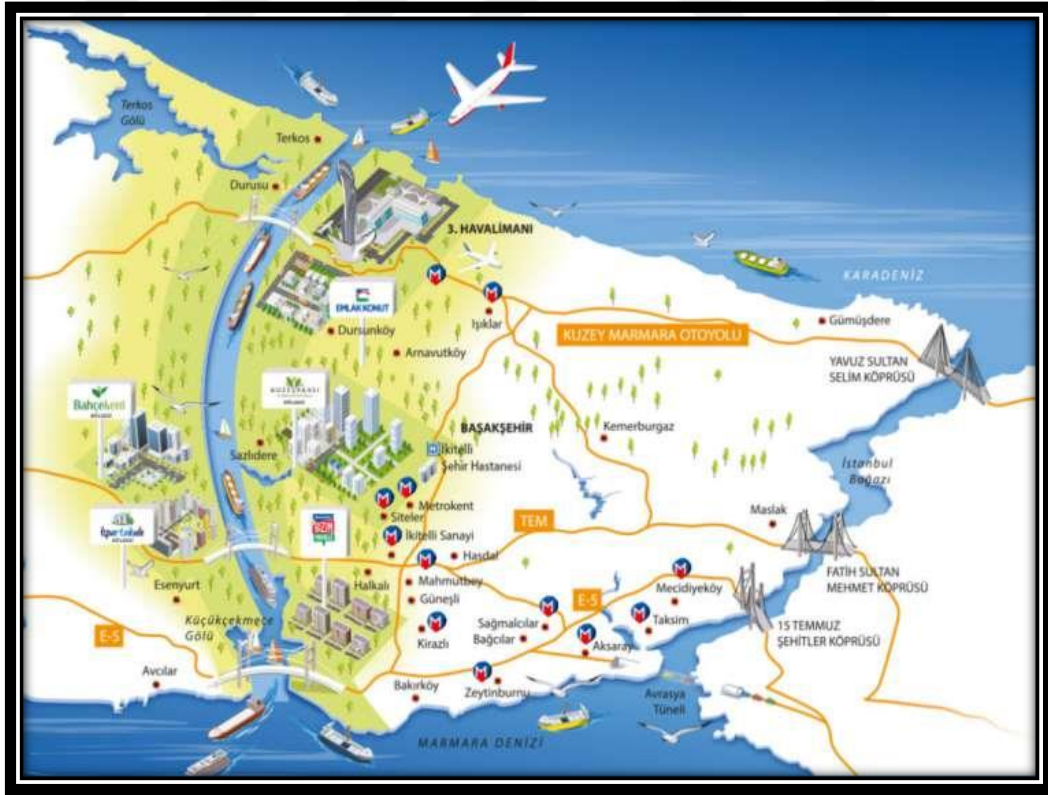 Terkos
Gölü
Terkos
Durusu
3. HAVALİMANI
KARADENİZ
EMLAK KONUT
Işıklar
Dursunköy
KUZEY MARMARA OTOYOLU
Gümüşdere
Arnavutköy
YAVUZ SULTAN
SELİM KÖPRÜSÜ
Bahçekent
KUZEYYAKASI
BAŞAKŞEHİR
Kemerburgaz
Sazlıdere
İkitelli
Şehir Hastanesi
İstanbul
Boğazı
Metrokent
Siteler
Maslak
TEM
Ispartakule
İkitelli Sanayi
Hasdal
Esenyurt
Halkalı
Mahmutbey
Güneşli
FATİH SULTAN
MEHMET KÖPRÜSÜ
Mecidiyeköy
E-5
Küçükçekmece
Gölü
Sağmalcılar
Taksim
15 TEMMUZ
ŞEHİTLER KÖPRÜSÜ
E-5
Kirazlı
Bağcılar
Aksaray
Avcılar
Bakırköy
Zeytinburnu
Avrasya
Tüneli
MARMARA DENİZİ